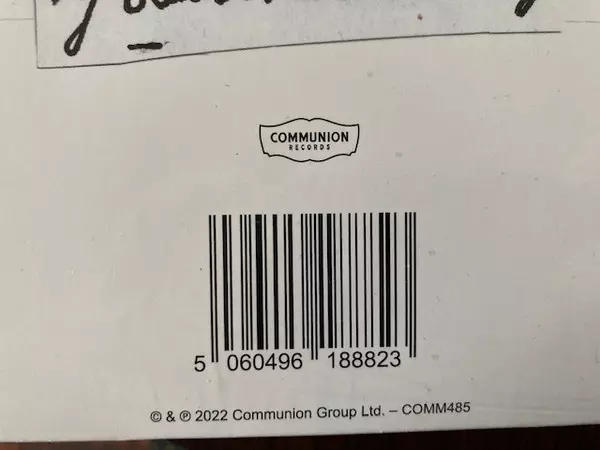 COMMUNION
RECORDS
5 060496 188823
© & ℗ 2022 Communion Group Ltd. – COMM485